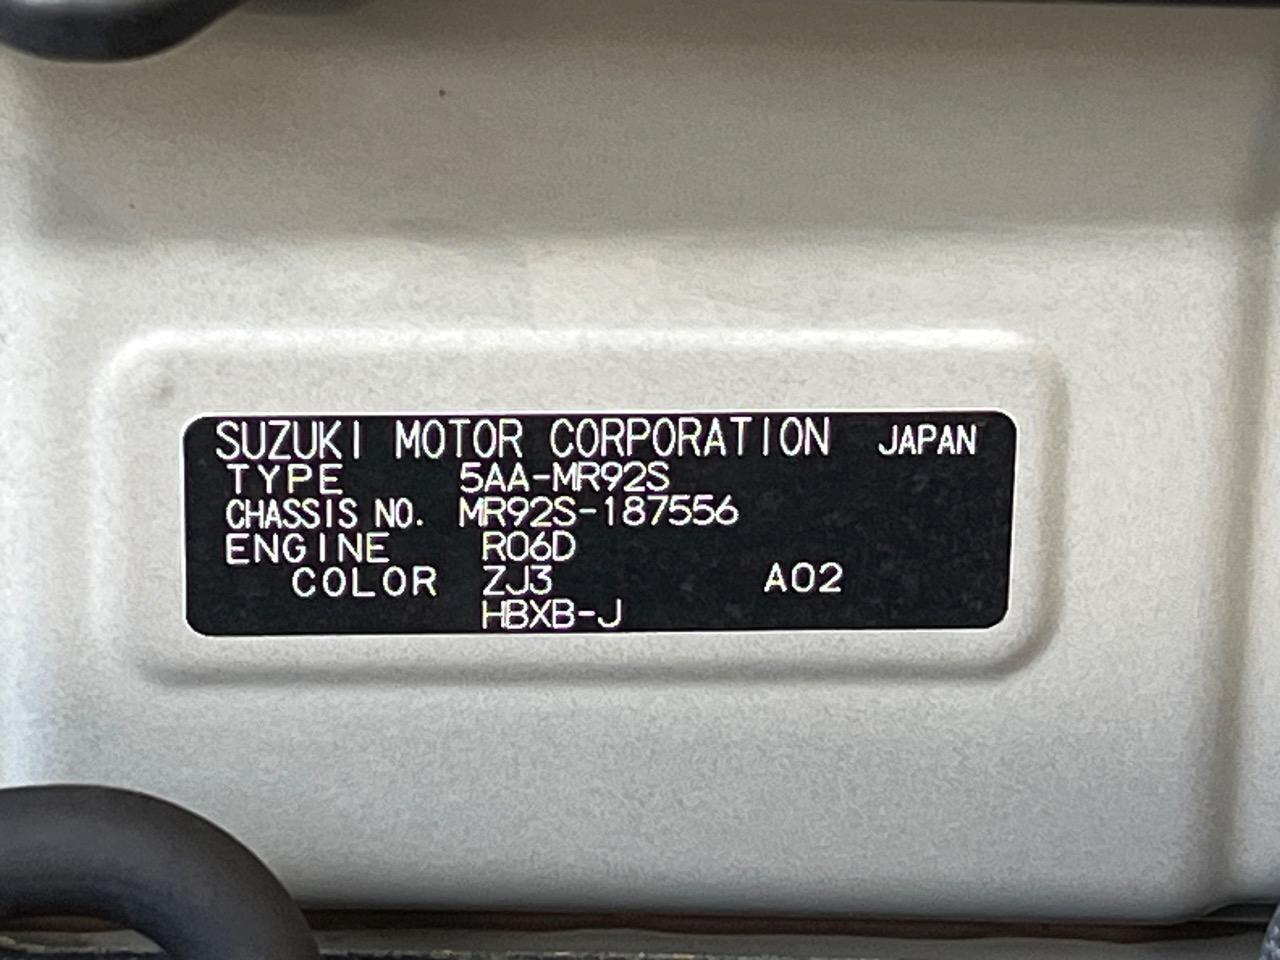 SUZUKI MOTOR CORPORATION JAPAN
TYPE 5AA-MR92S
CHASSIS NO. MR92S-187556
ENGINE R06D
COLOR ZJ3 A02
HBXB-J